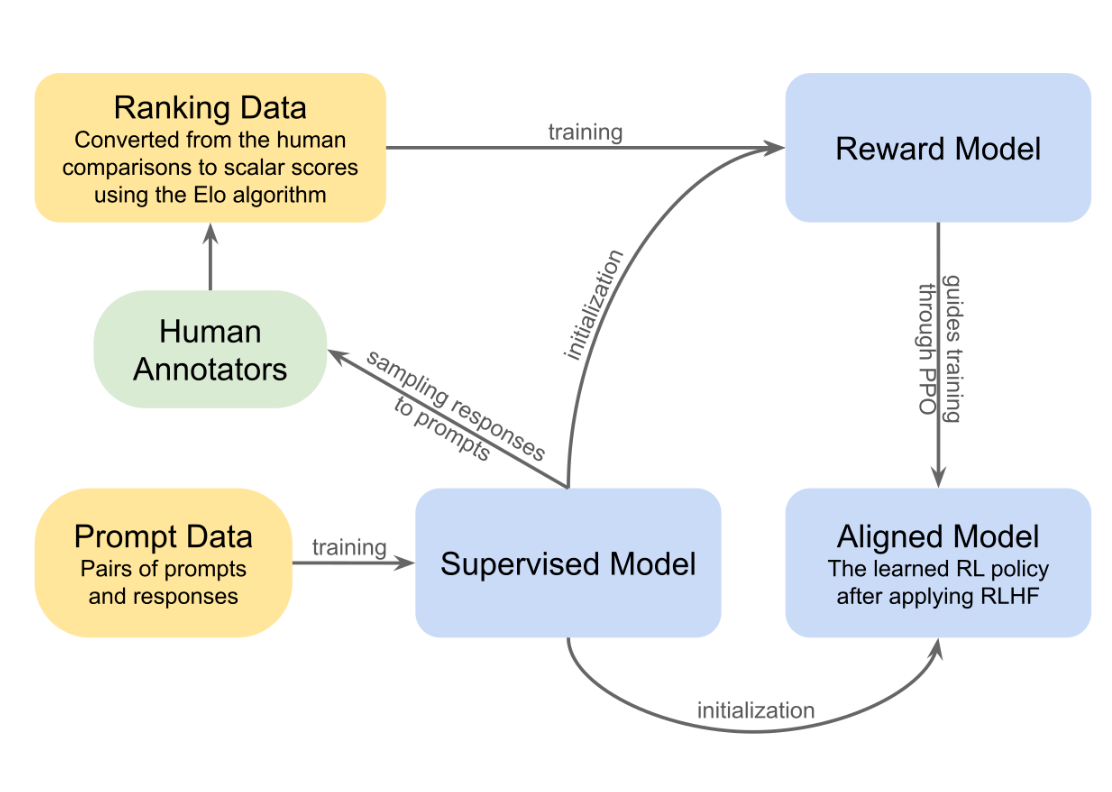 Ranking Data
Converted from the human
comparisons to scalar scores
using the Elo algorithm
training
Reward Model
initialization
guides training
through PPO
Human
Annotators
sampling responses
to prompts
Prompt Data
Pairs of prompts
and responses
training
Supervised Model
Aligned Model
The learned RL policy
after applying RLHF
initialization